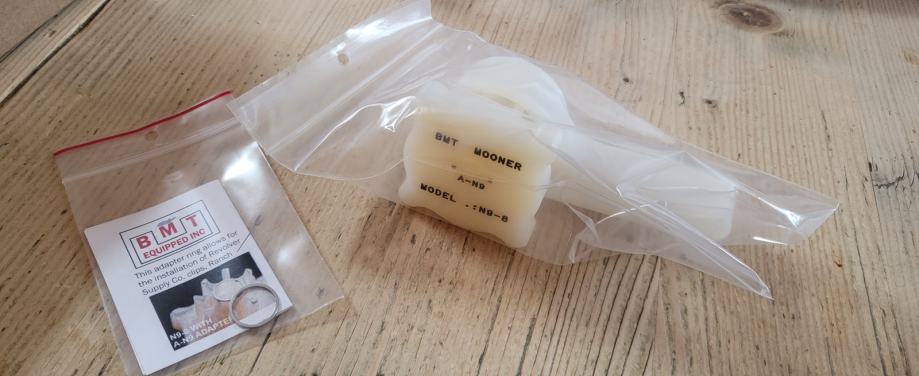 BMT
EQUIPPED INC
This adapter ring allows for
the installation of Revolver
Supply Co. clips, Ranch
N9-8 WITH
A-N9 ADAPTER
BMT MOONER
A-N9
MODEL .:N9-8